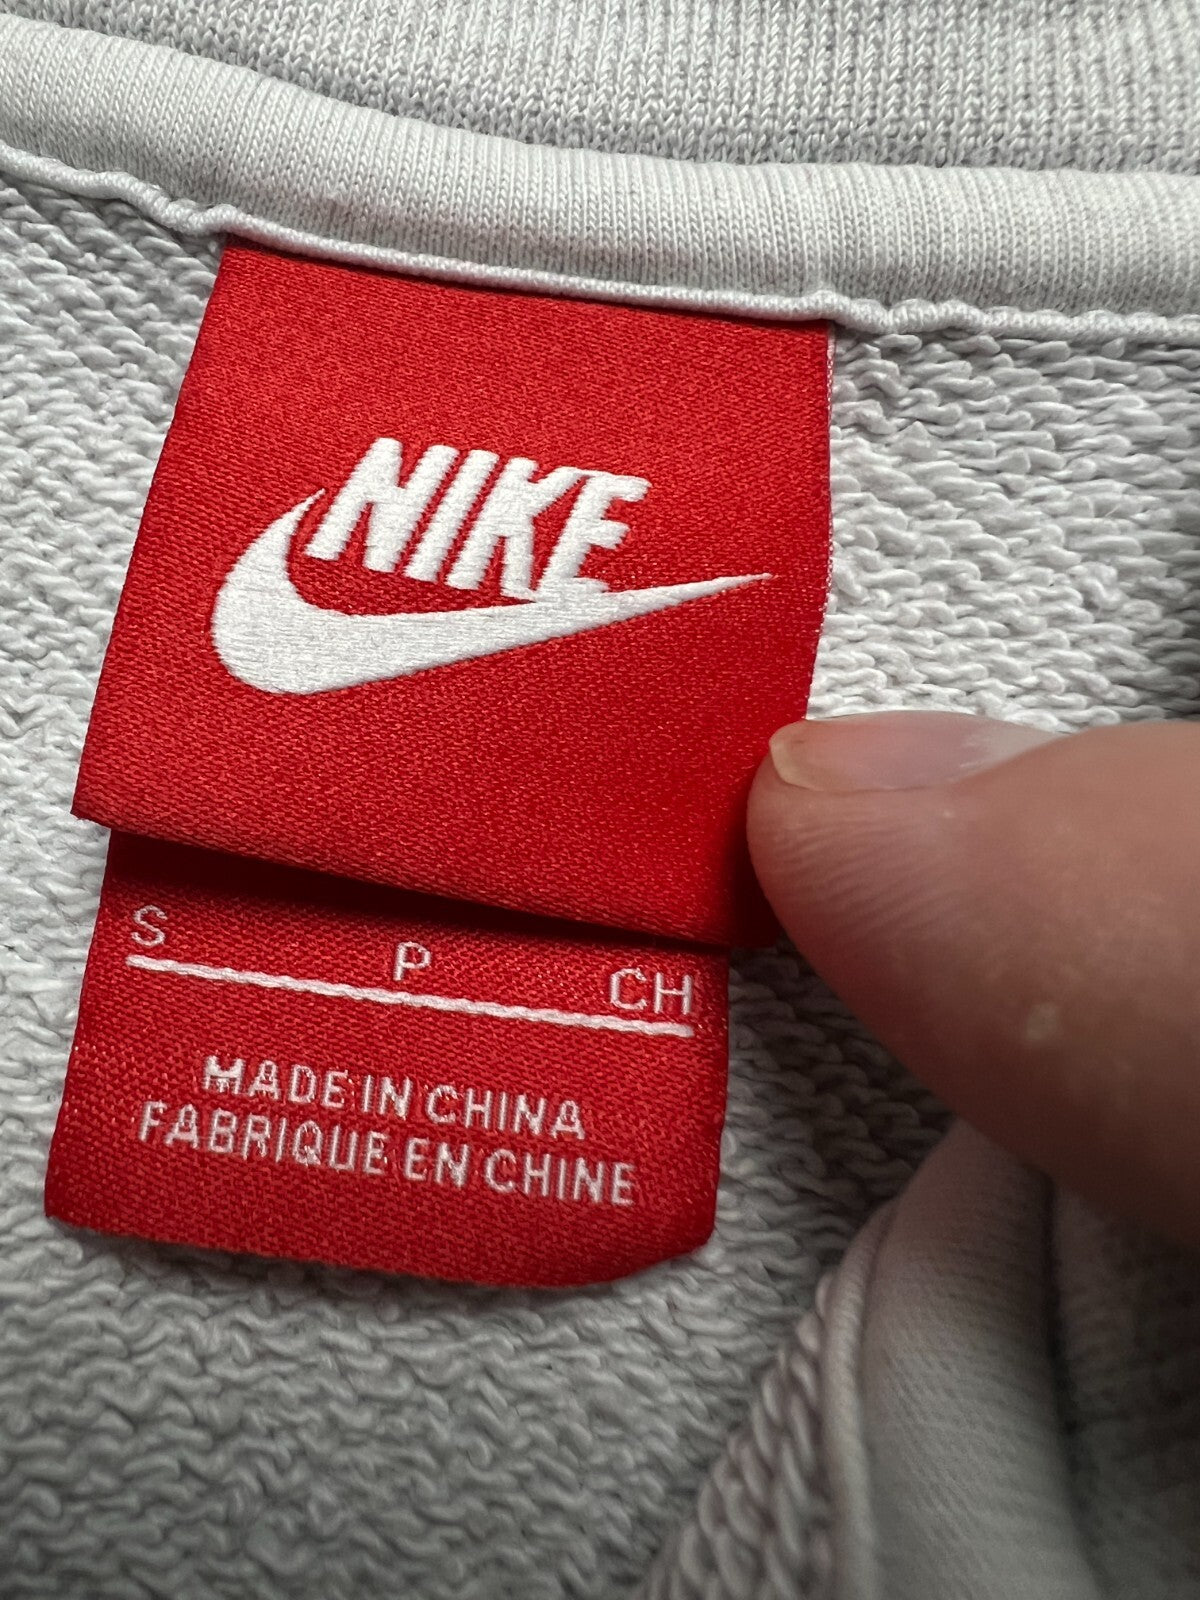 NIKE
S P CH
MADE IN CHINA
FABRIQUE EN CHINE